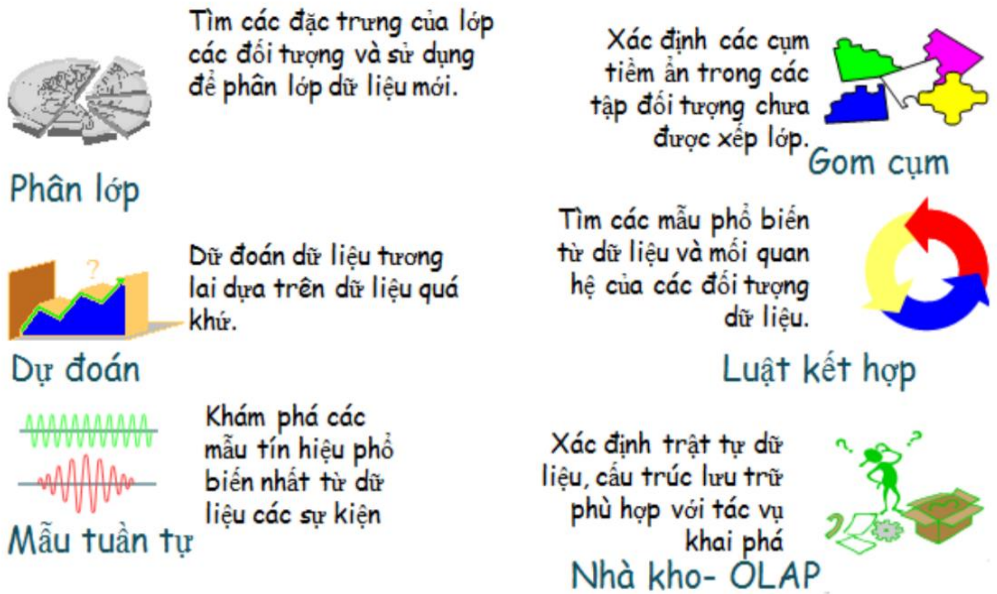 Tìm các đặc trưng của lớp
các đối tượng và sử dụng
để phân lớp dữ liệu mới.
Phân lớp
Xác định các cụm
tiềm ẩn trong các
tập đối tượng chưa
được xếp lớp.
Gom cụm
Dữ đoán dữ liệu tương
lai dựa trên dữ liệu quá
khứ.
Dự đoán
Tìm các mẫu phổ biến
từ dữ liệu và mối quan
hệ của các đối tượng
dữ liệu.
Luật kết hợp
Khám phá các
mẫu tín hiệu phổ
biến nhất từ dữ
liệu các sự kiện
Mẫu tuần tự
Xác định trật tự dữ
liệu, cấu trúc lưu trữ
phù hợp với tác vụ
khai phá
Nhà kho- OLAP